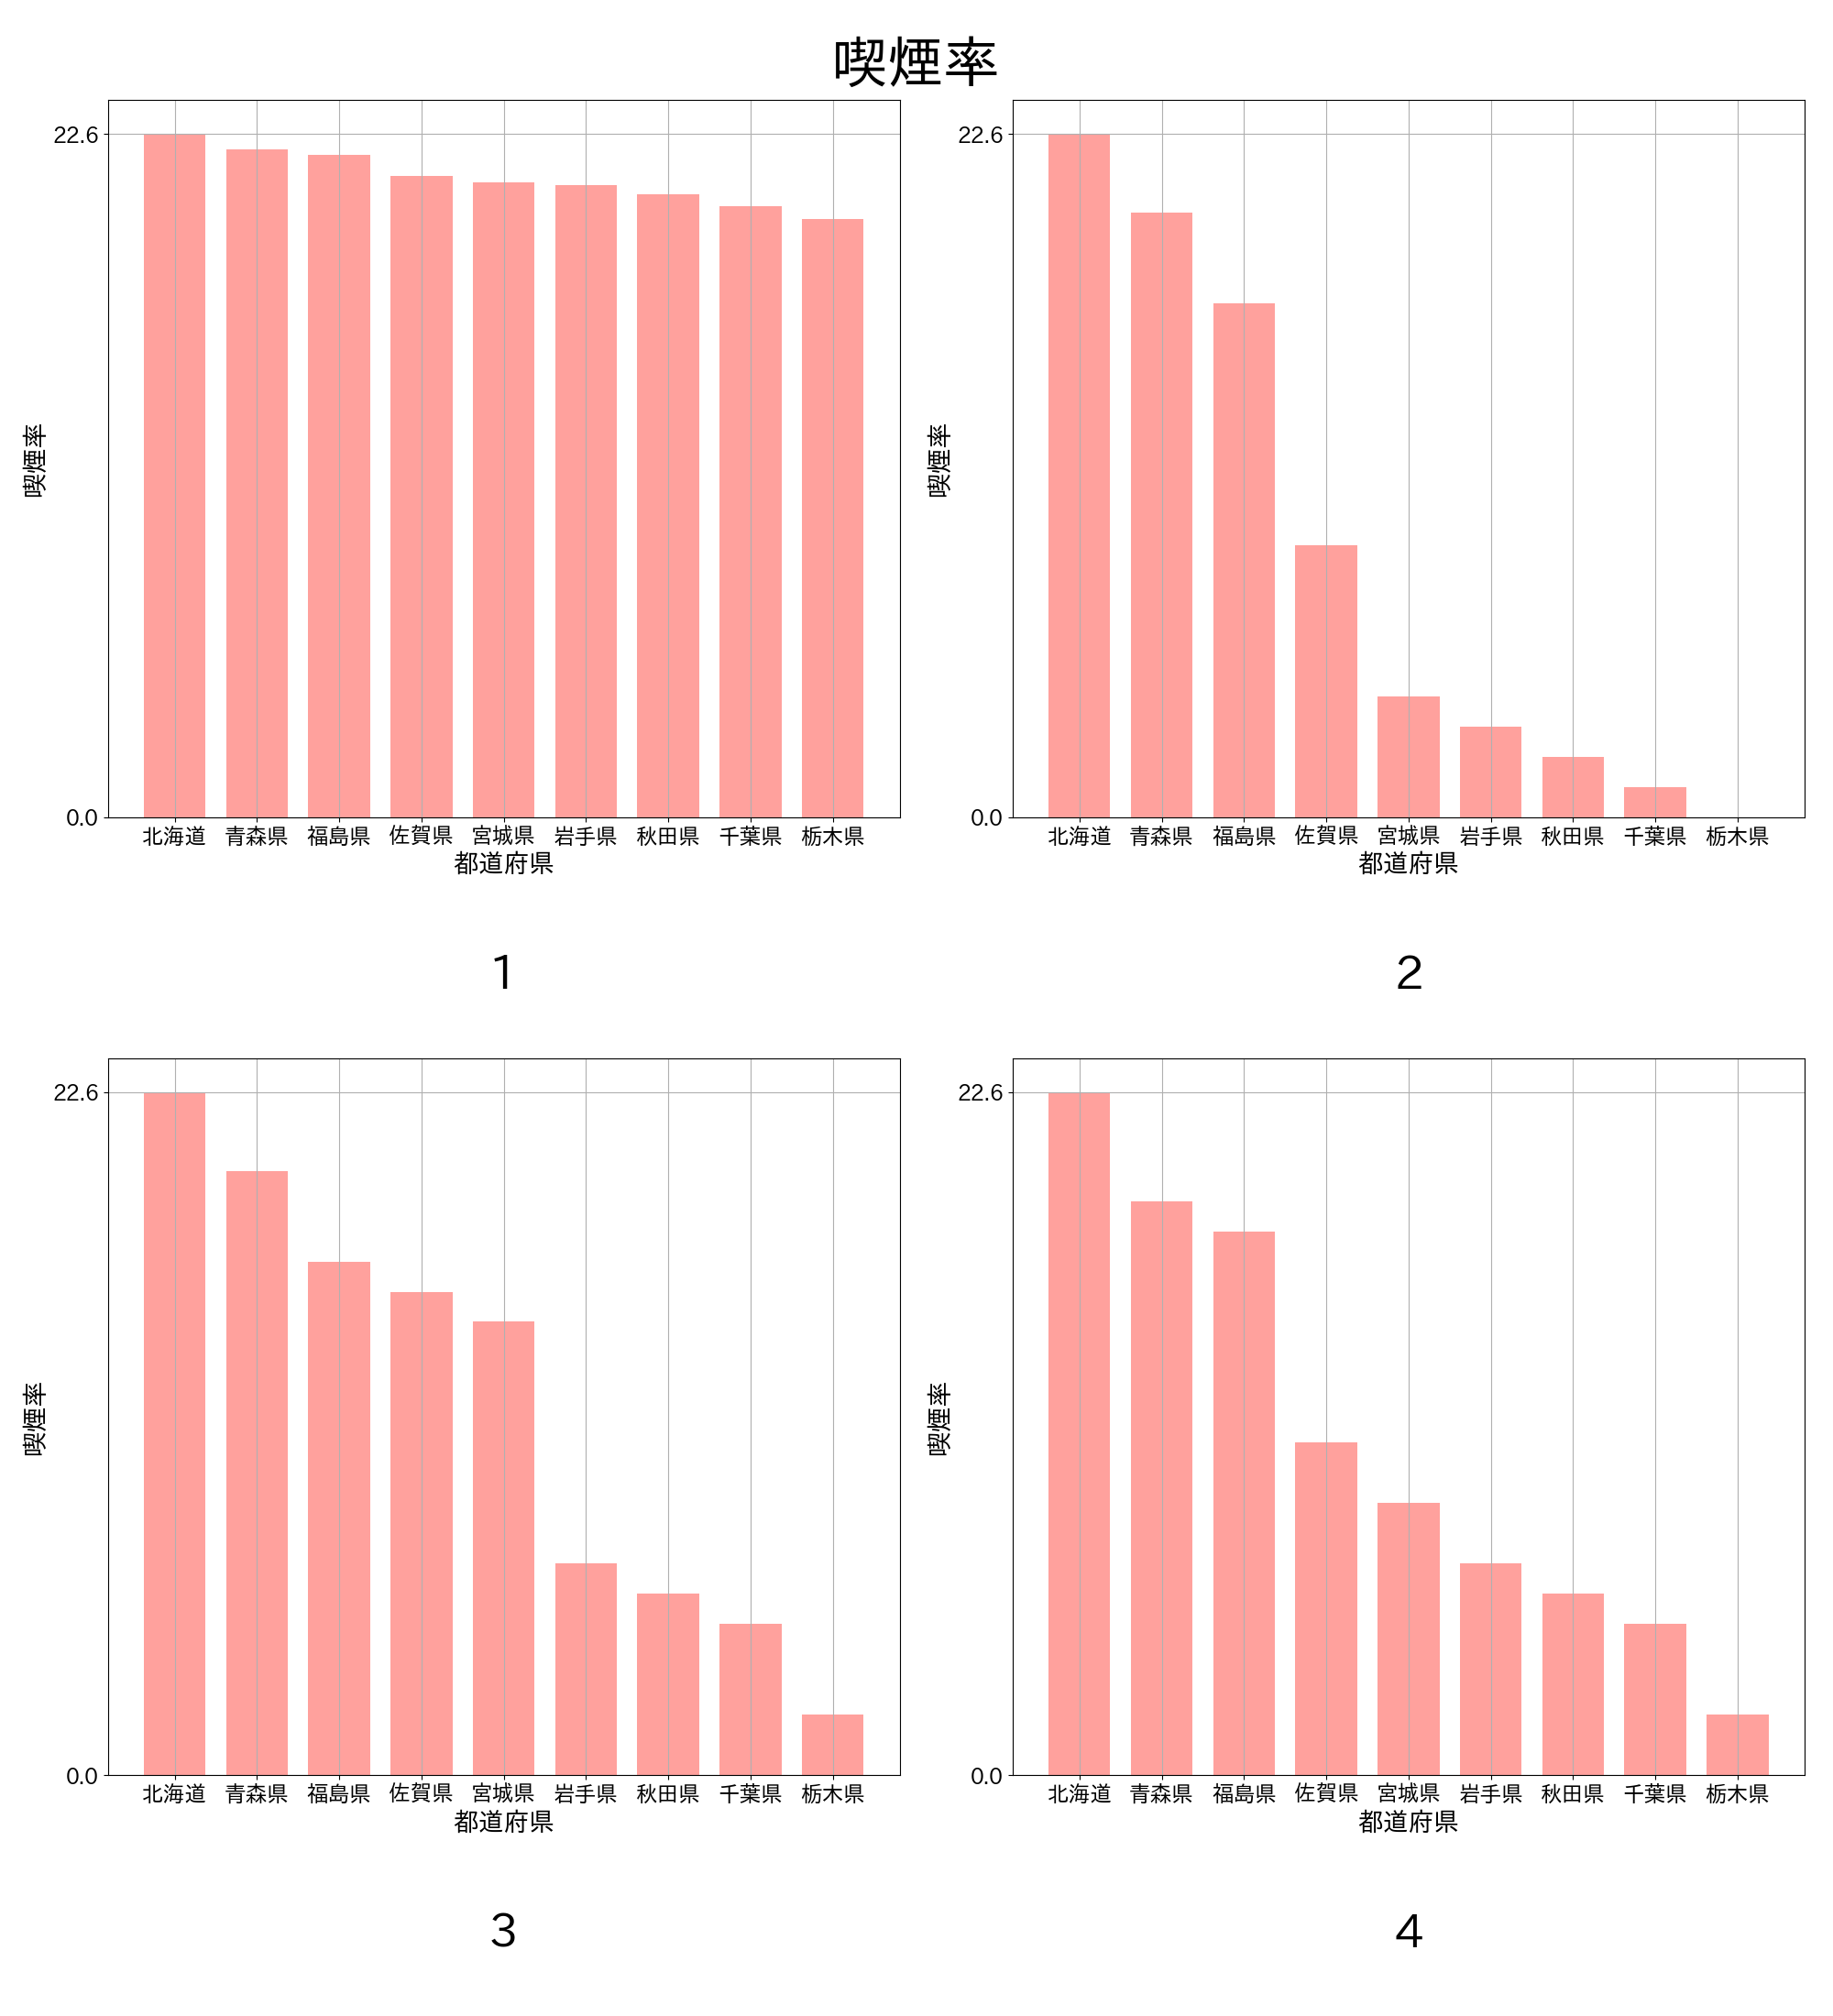 喫煙率
22.6
0.0
喫煙率
北海道 青森県 福島県 佐賀県 宮城県 岩手県 秋田県 千葉県 栃木県
都道府県
1
22.6
0.0
喫煙率
北海道 青森県 福島県 佐賀県 宮城県 岩手県 秋田県 千葉県 栃木県
都道府県
2
22.6
0.0
喫煙率
北海道 青森県 福島県 佐賀県 宮城県 岩手県 秋田県 千葉県 栃木県
都道府県
3
22.6
0.0
喫煙率
北海道 青森県 福島県 佐賀県 宮城県 岩手県 秋田県 千葉県 栃木県
都道府県
4